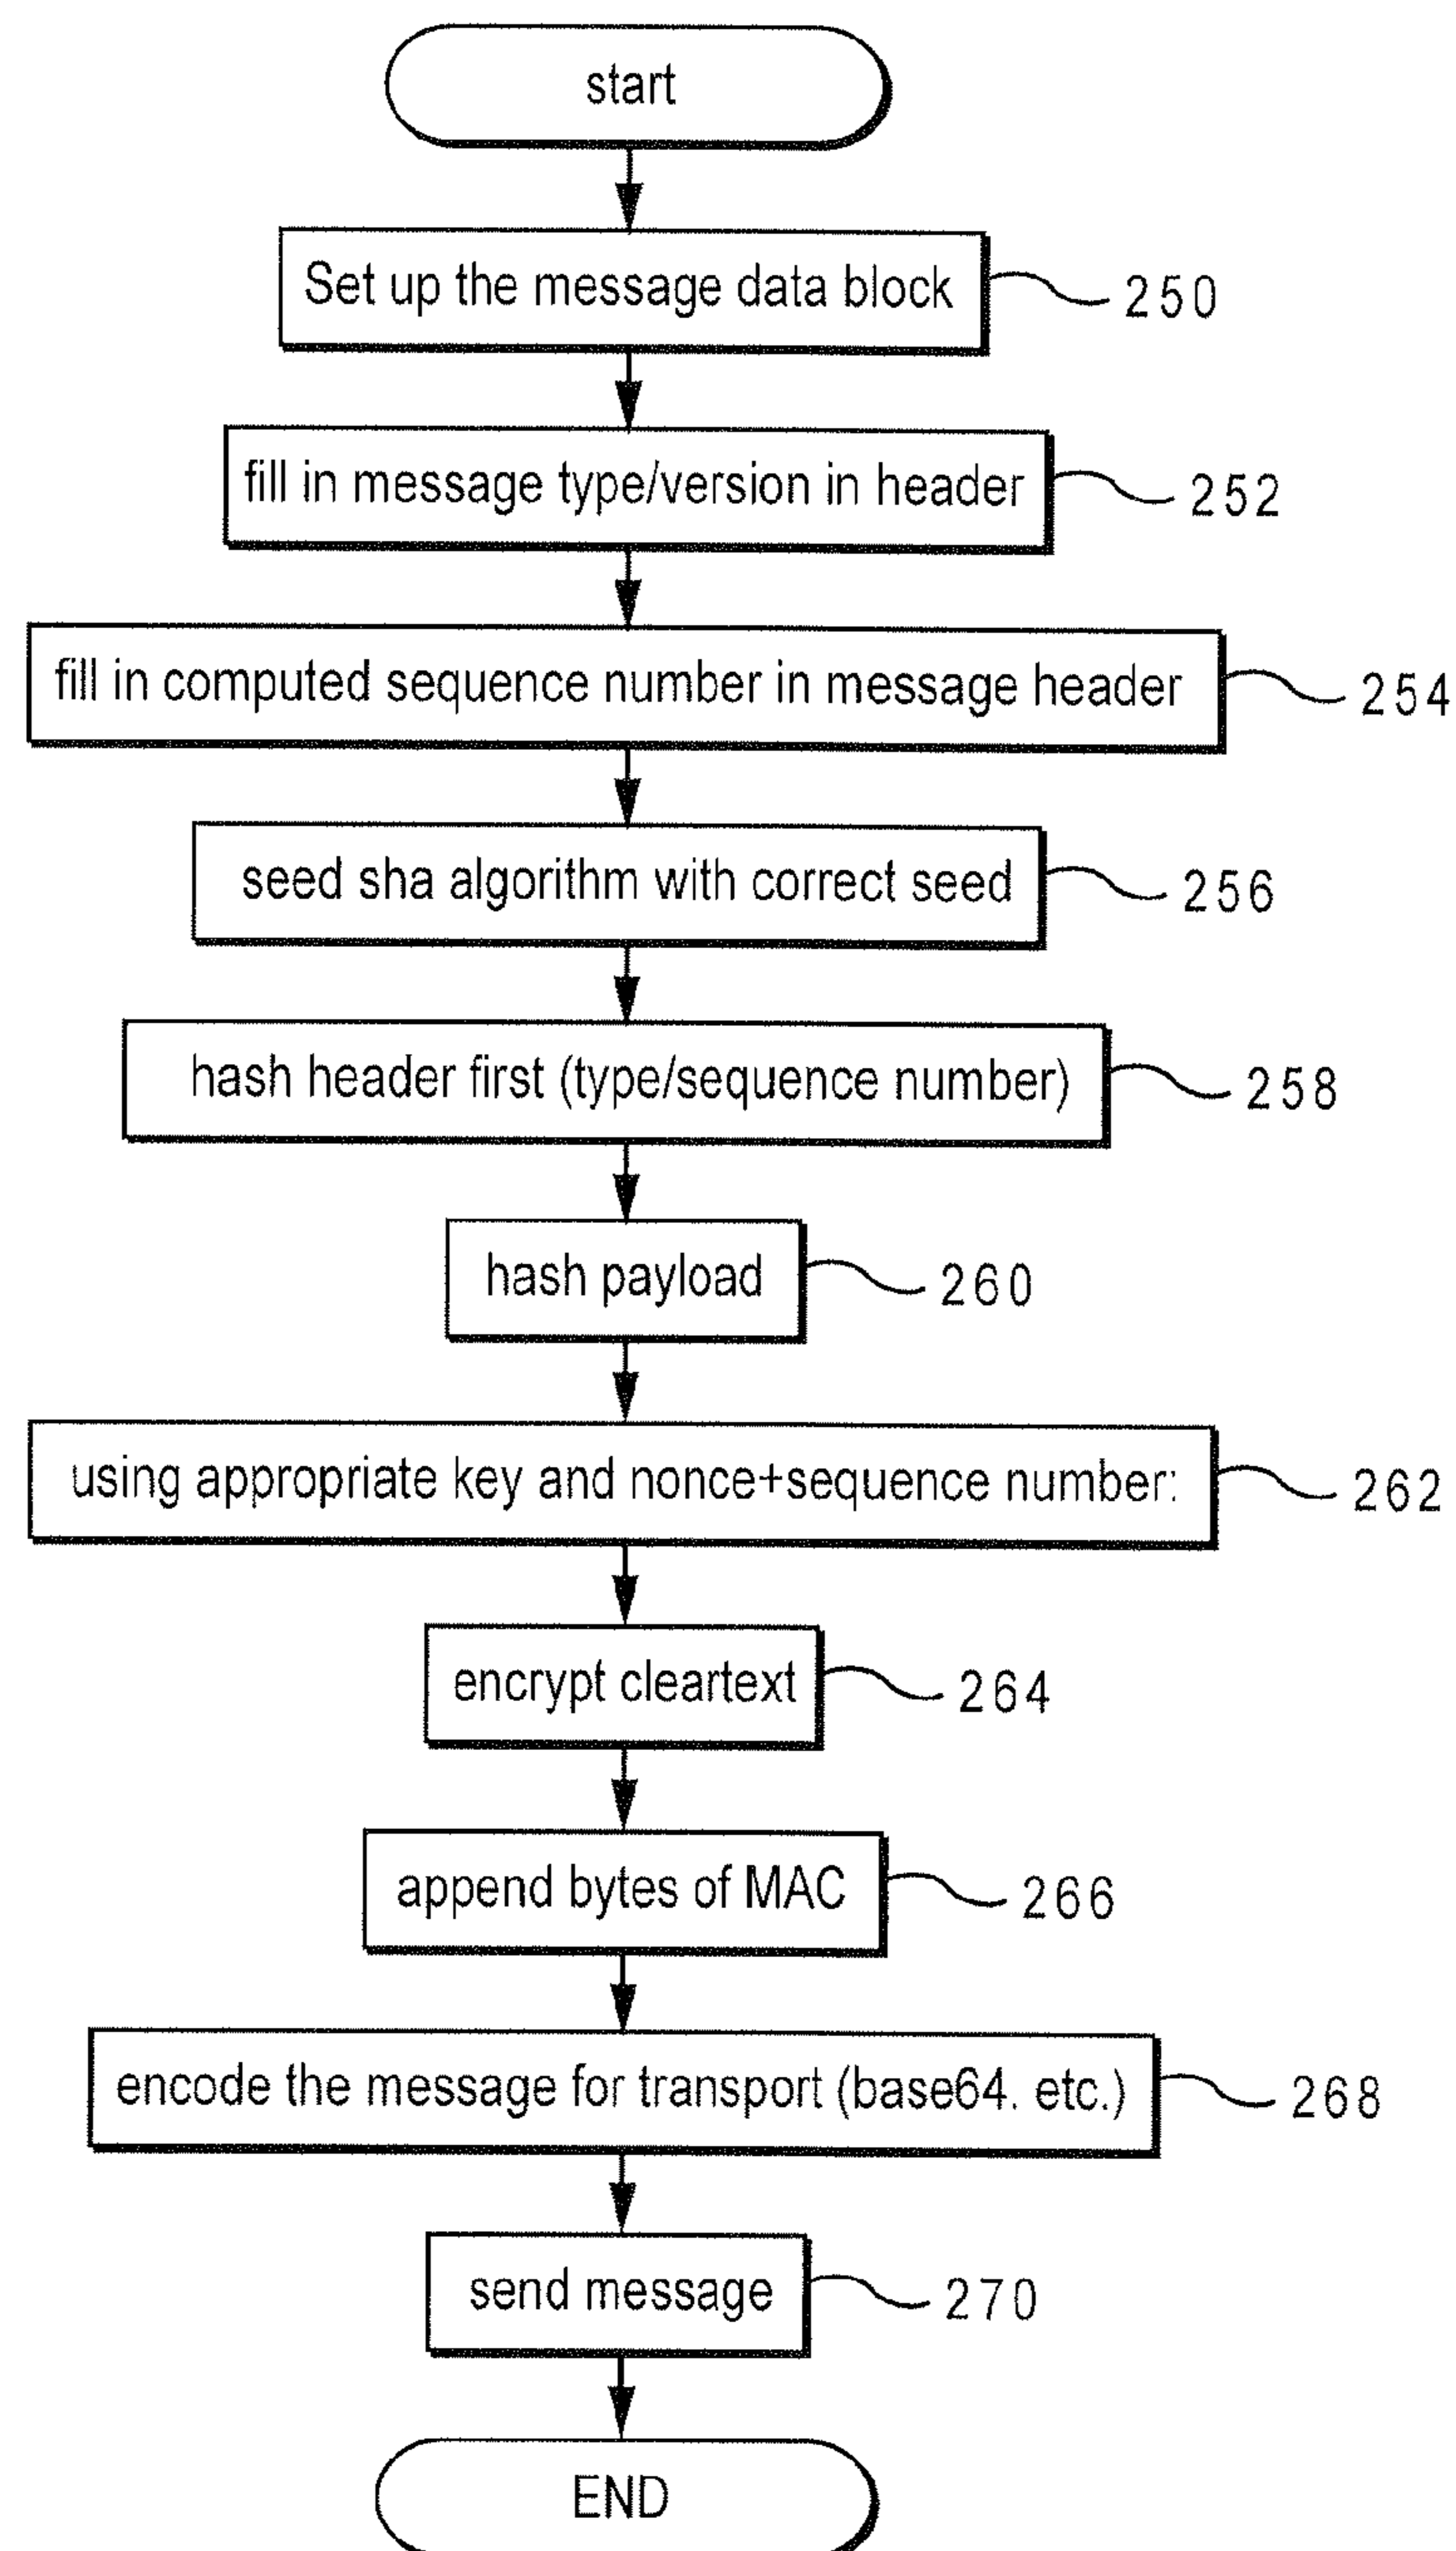 start
Set up the message data block
250
fill in message type/version in header
252
fill in computed sequence number in message header
254
seed sha algorithm with correct seed
256
hash header first (type/sequence number)
258
hash payload
260
using appropriate key and nonce+sequence number:
262
encrypt cleartext
264
append bytes of MAC
266
encode the message for transport (base64. etc.)
268
send message
270
END